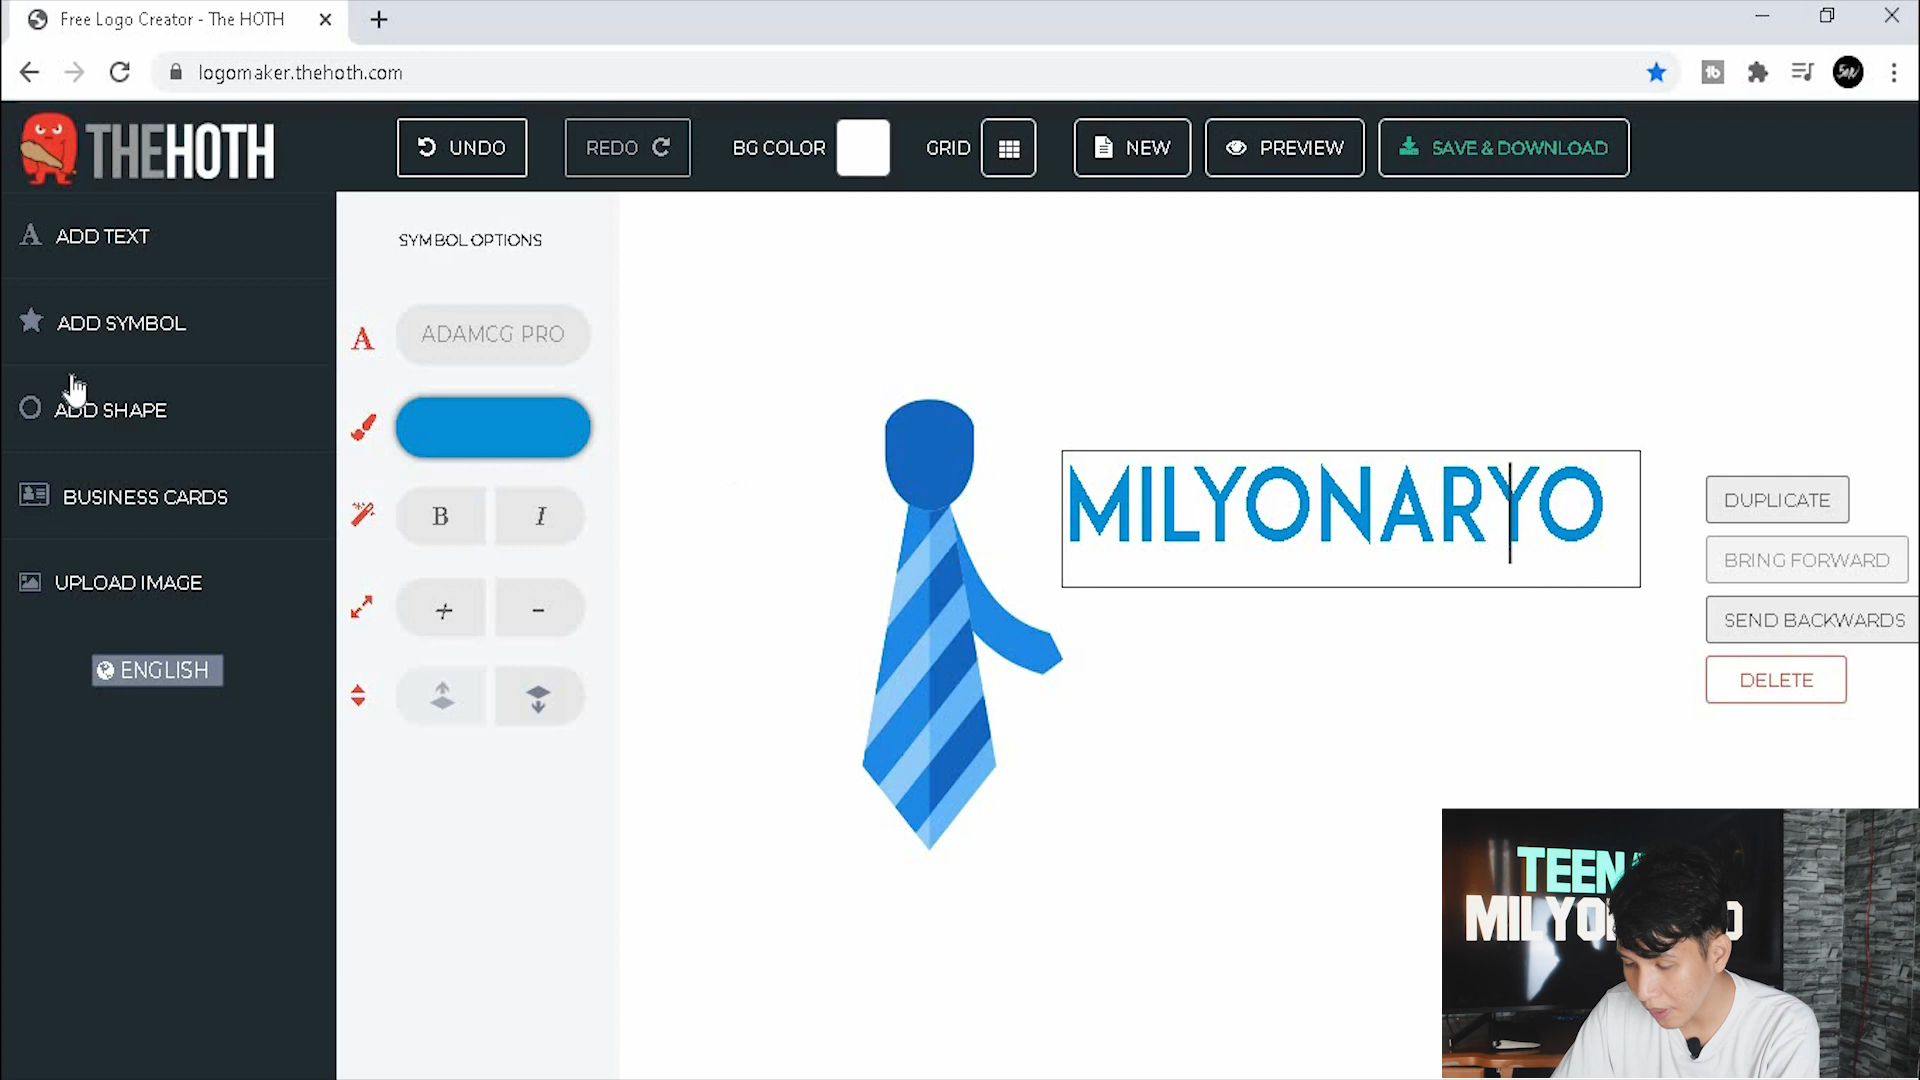 Free Logo Creator - The HOTH
logomaker.thehoth.com
THEHOTH
UNDO
REDO
BG COLOR
GRID
NEW
PREVIEW
SAVE & DOWNLOAD
ADD TEXT
ADD SYMBOL
ADD SHAPE
BUSINESS CARDS
UPLOAD IMAGE
ENGLISH
SYMBOL OPTIONS
A
ADAMCG PRO
B
I
+
-
MILYONARYO
DUPLICATE
BRING FORWARD
SEND BACKWARDS
DELETE
TEEN
MILYO